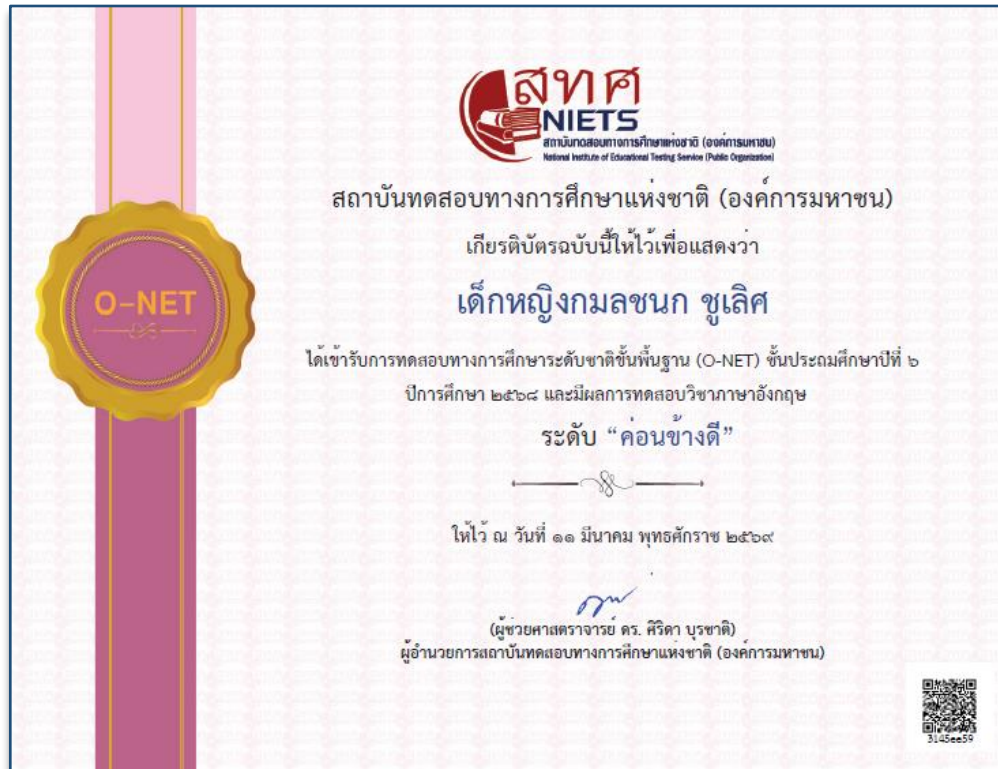 สทศ
NIETS
สถาบันทดสอบทางการศึกษาแห่งชาติ (องค์การมหาชน)
National Institute of Educational Testing Service (Public Organization)
สถาบันทดสอบทางการศึกษาแห่งชาติ (องค์การมหาชน)
เกียรติบัตรฉบับนี้ให้ไว้เพื่อแสดงว่า
เด็กหญิงกมลชนก ชูเลิศ
O-NET
ได้เข้ารับการทดสอบทางการศึกษาระดับชาติขั้นพื้นฐาน (O-NET) ชั้นประถมศึกษาปีที่ ๖
ปีการศึกษา ๒๕๖๘ และมีผลการทดสอบวิชาภาษาอังกฤษ
ระดับ “ค่อนข้างดี”
ให้ไว้ ณ วันที่ ๑๑ มีนาคม พุทธศักราช ๒๕๖๙
(ผู้ช่วยศาสตราจารย์ ดร. ศิริดา บุรชาติ)
ผู้อำนวยการสถาบันทดสอบทางการศึกษาแห่งชาติ (องค์การมหาชน)
3145ee59